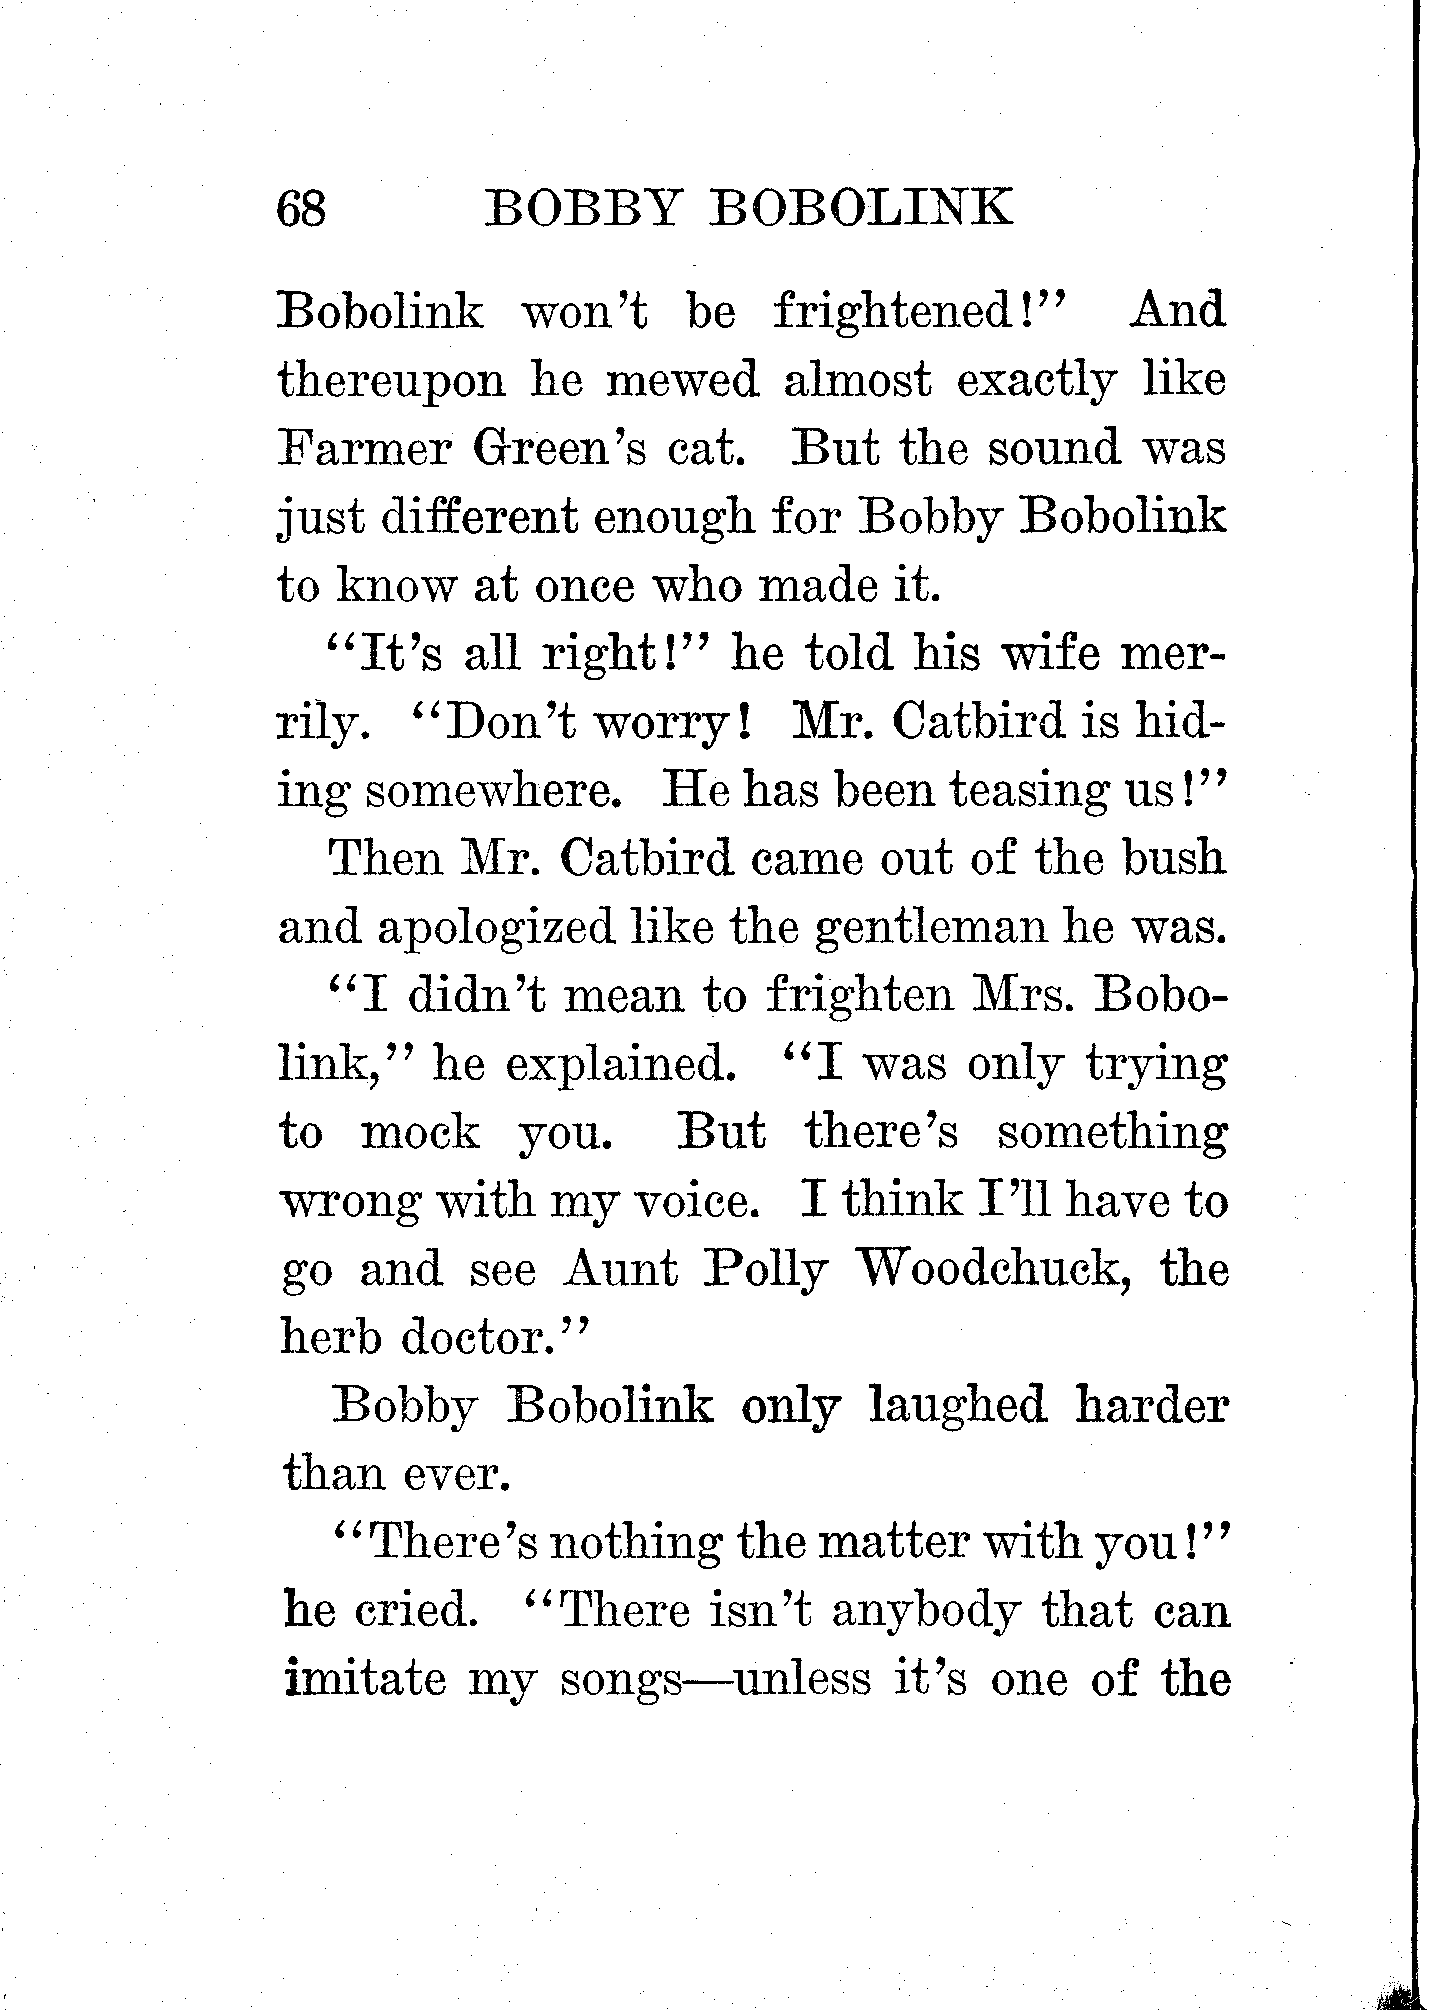 68 BOBBY BOBOLINK
Bobolink won't be frightened!" And
thereupon he mewed almost exactly like
Farmer Green's cat. But the sound was
just different enough for Bobby Bobolink
to know at once who made it.
"It's all right!" he told his wife mer-
rily. "Don't worry! Mr. Catbird is hid-
ing somewhere. He has been teasing us!"
Then Mr. Catbird came out of the bush
and apologized like the gentleman he was.
"I didn't mean to frighten Mrs. Bobo-
link," he explained. "I was only trying
to mock you. But there's something
wrong with my voice. I think I'll have to
go and see Aunt Polly Woodchuck, the
herb doctor."
Bobby Bobolink only laughed harder
than ever.
"There's nothing the matter with you!"
he cried. "There isn't anybody that can
imitate my songs—unless it's one of the